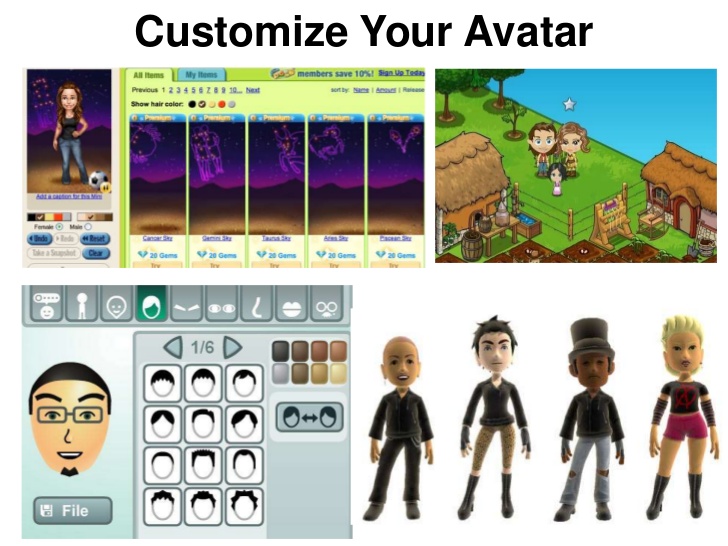 Customize Your Avatar
All Items My Items
members save 10%! Sign Up Today
Previous 1 2 3 4 5 6 7 8 9 10... Next
sort by: Name | Amount | Release
Show hair color:
Premium Premium Premium Premium Premium
Add a caption for this Mini
Female Male
Undo Redo Reset
Take a Snapshot Clear
Cancer Sky Gemini Sky Taurus Sky Aries Sky Piscean Sky
20 Gems 20 Gems 20 Gems 20 Gems 20 Gems
Try Try Try Try Try
1/6
File